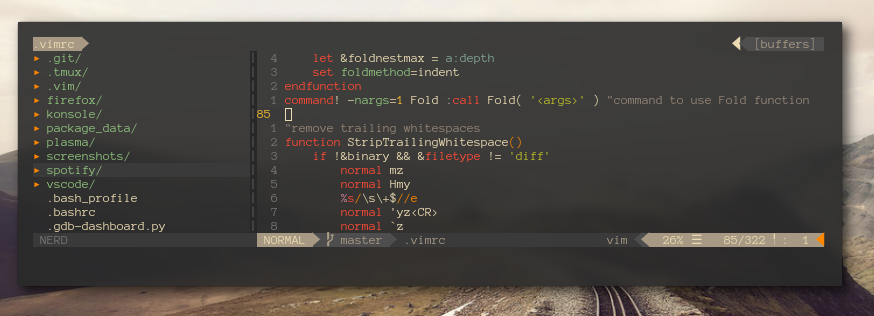 .vimrc [buffers]
▸ .git/
▸ .tmux/
▸ .vim/
▸ firefox/
▸ konsole/
▸ package_data/
▸ plasma/
▸ screenshots/
▸ spotify/
▸ vscode/
.bash_profile
.bashrc
.gdb-dashboard.py
NERD
4 let &foldnestmax = a:depth
3 set foldmethod=indent
2 endfunction
1 command! -nargs=1 Fold :call Fold( '<args>' ) "command to use Fold function
85
1 "remove trailing whitespaces
2 function StripTrailingWhitespace()
3 if !&binary && &filetype != 'diff'
4 normal mz
5 normal Hmy
6 %s/\s\+$//e
7 normal 'yz<CR>
8 normal `z
NORMAL master .vimrc vim 26% ☰ 85/322 : 1